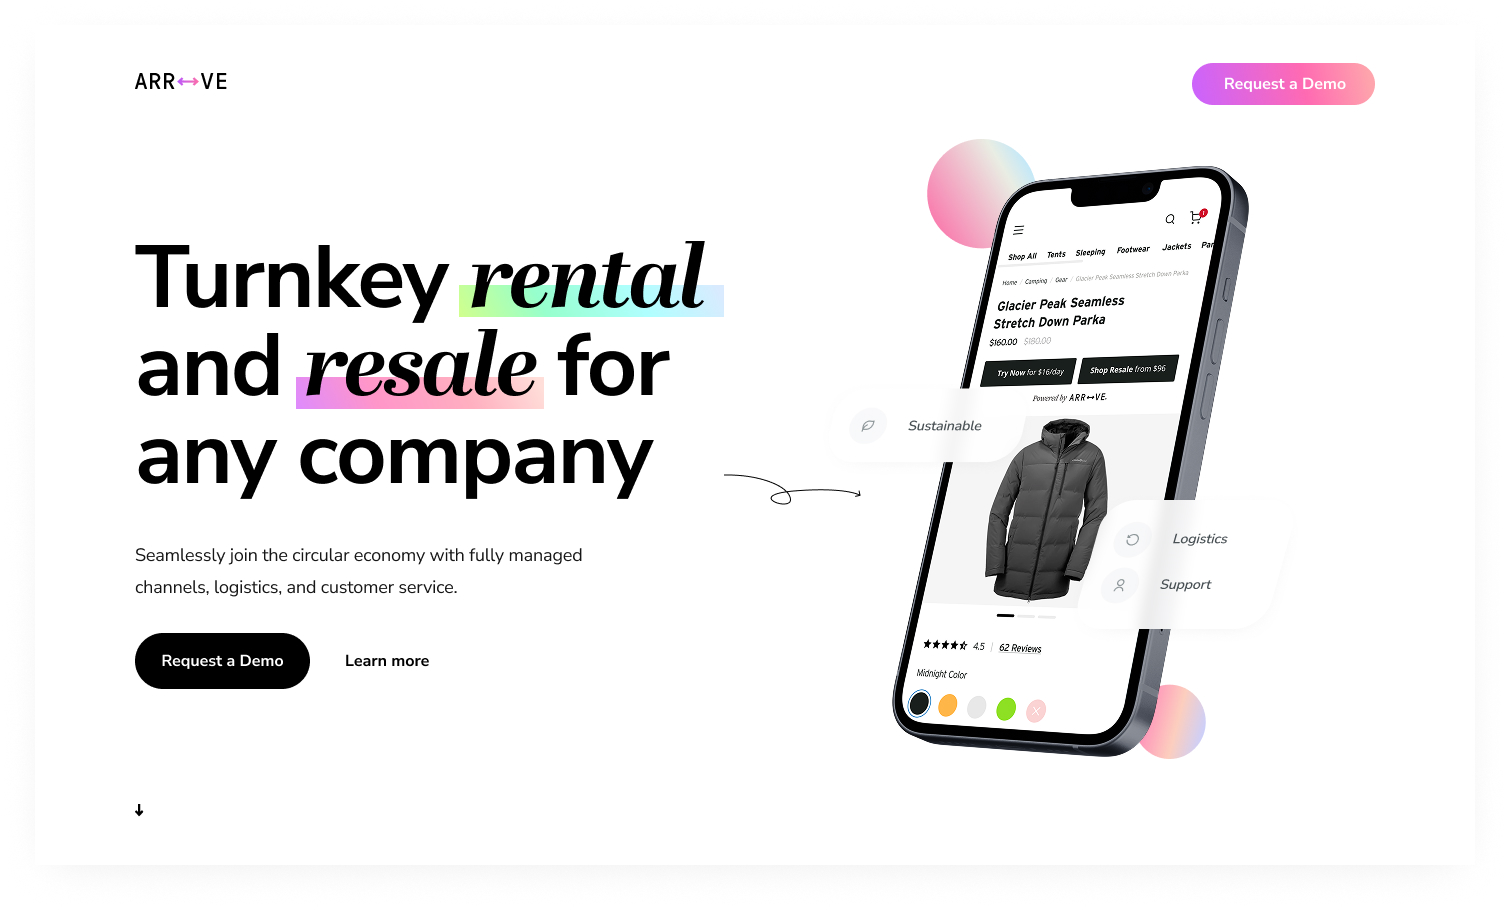 ARR↔VE
Request a Demo
Turnkey rental
and resale for
any company
Seamlessly join the circular economy with fully managed
channels, logistics, and customer service.
Request a Demo
Learn more
Shop All Tents Sleeping Footwear Jackets
Home / Camping / Gear / Glacier Peak Seamless Stretch Down Parka
Glacier Peak Seamless
Stretch Down Parka
$160.00 $180.00
Try Now for $16/day
Shop Resale from $96
Powered by ARR↔VE.
Sustainable
Logistics
Support
4.5 | 62 Reviews
Midnight Color